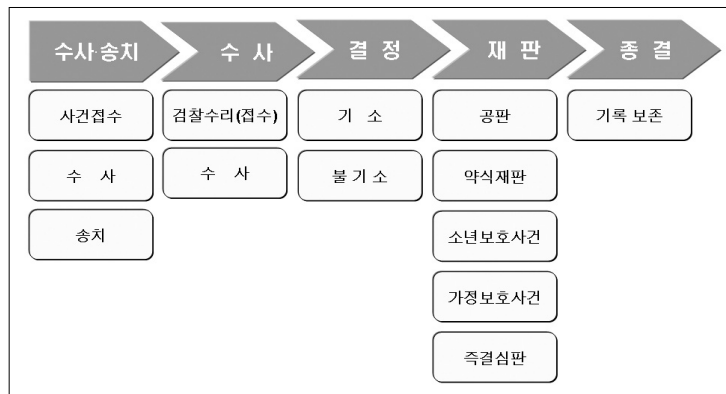 수사·송치
수 사
결 정
재 판
종 결
사건접수
검찰수리(접수)
기 소
공판
기록 보존
수 사
수 사
불 기 소
약식재판
송치
소년보호사건
가정보호사건
즉결심판